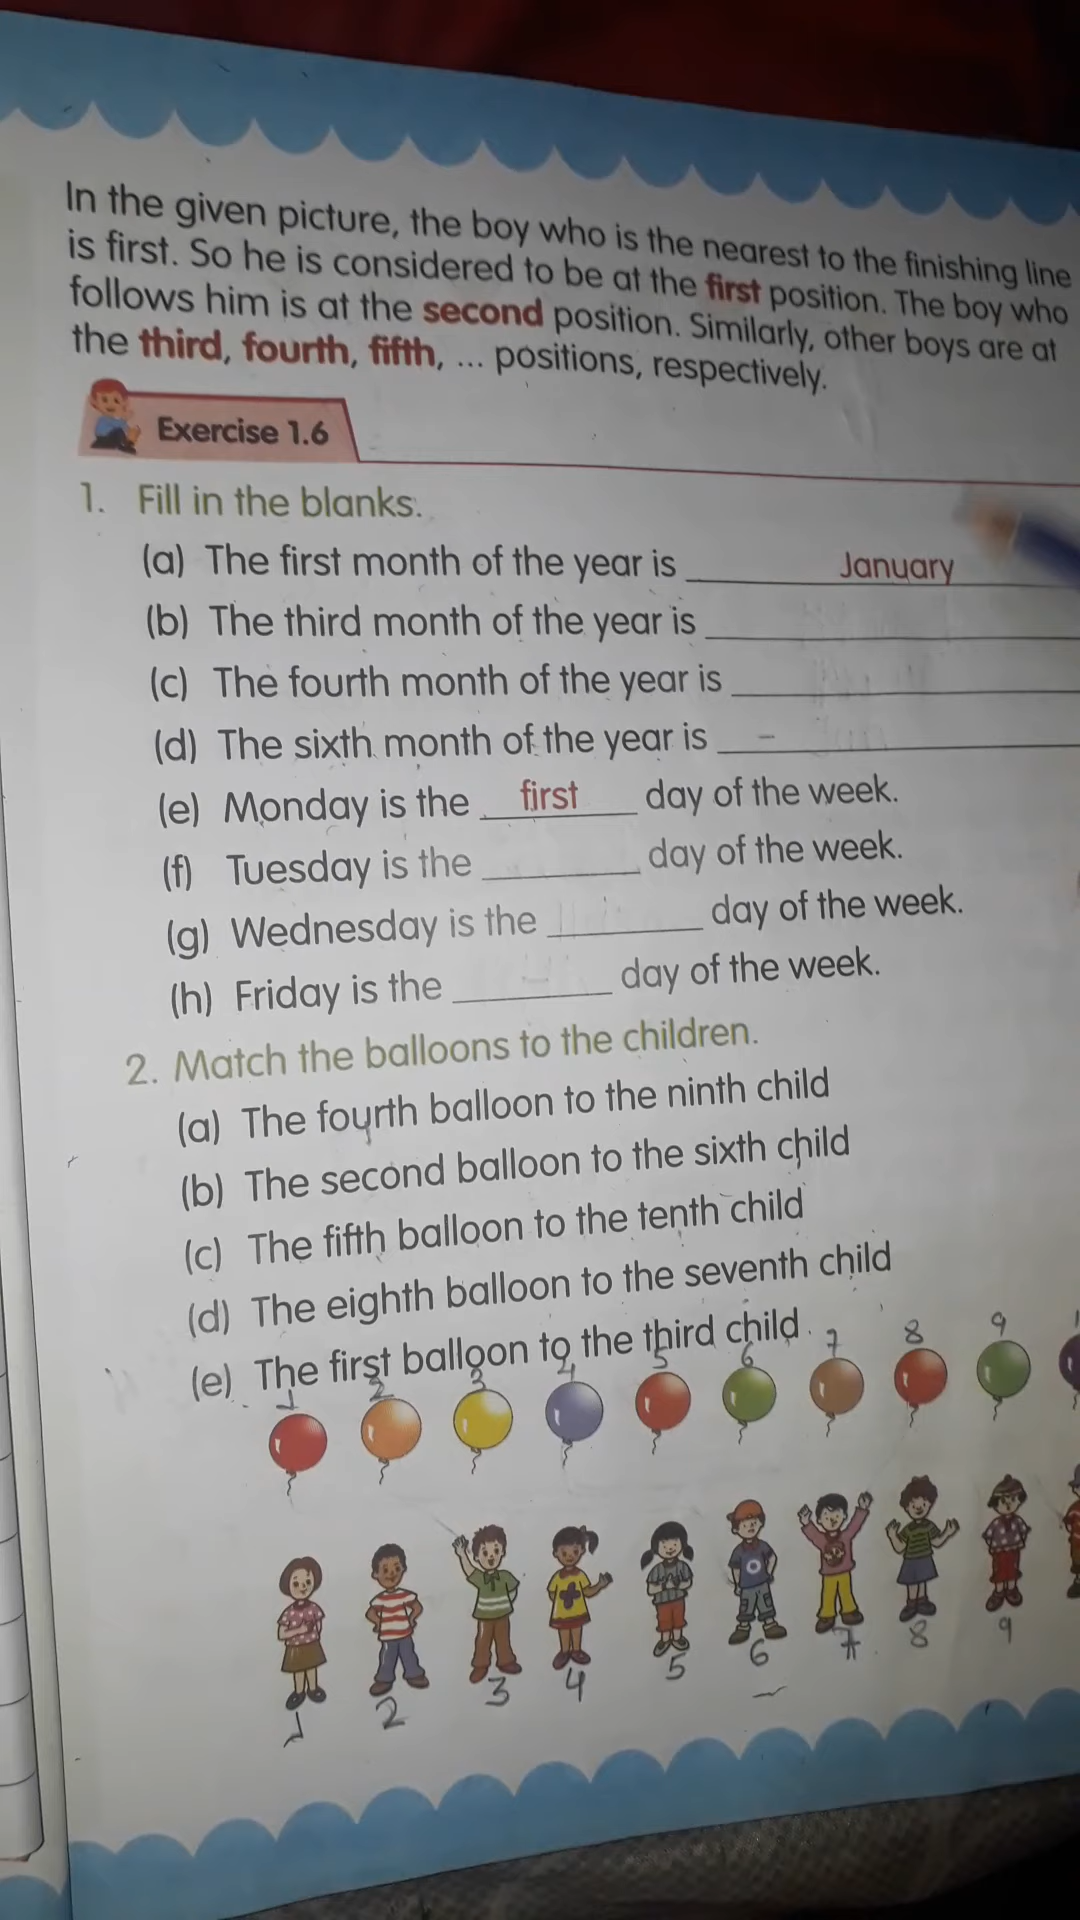 In the given picture, the boy who is the nearest to the finishing line
is first. So he is considered to be at the first position. The boy who
follows him is at the second position. Similarly, other boys are at
the third, fourth, fifth, ... positions, respectively.
Exercise 1.6
1. Fill in the blanks.
(a) The first month of the year is January
(b) The third month of the year is
(c) The fourth month of the year is
(d) The sixth month of the year is
(e) Monday is the first day of the week.
(f) Tuesday is the day of the week.
(g) Wednesday is the day of the week.
(h) Friday is the day of the week.
2. Match the balloons to the children.
(a) The fourth balloon to the ninth child
(b) The second balloon to the sixth child
(c) The fifth balloon to the tenth child
(d) The eighth balloon to the seventh child
(e) The first balloon to the third child
1 2 3 4 5 6 7 8 9
1 2 3 4 5 6 7 8 9